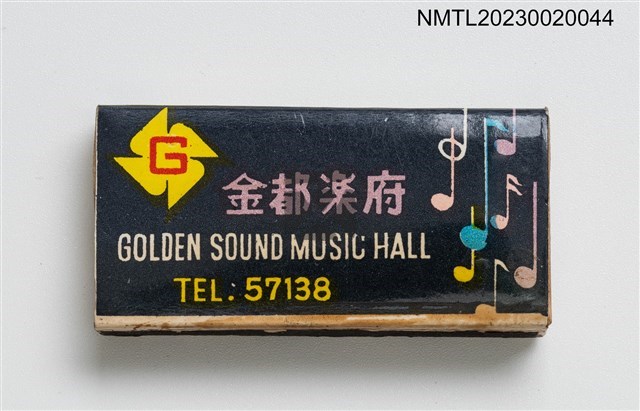 NMTL20230020044
G
金都楽府
GOLDEN SOUND MUSIC HALL
TEL: 57138